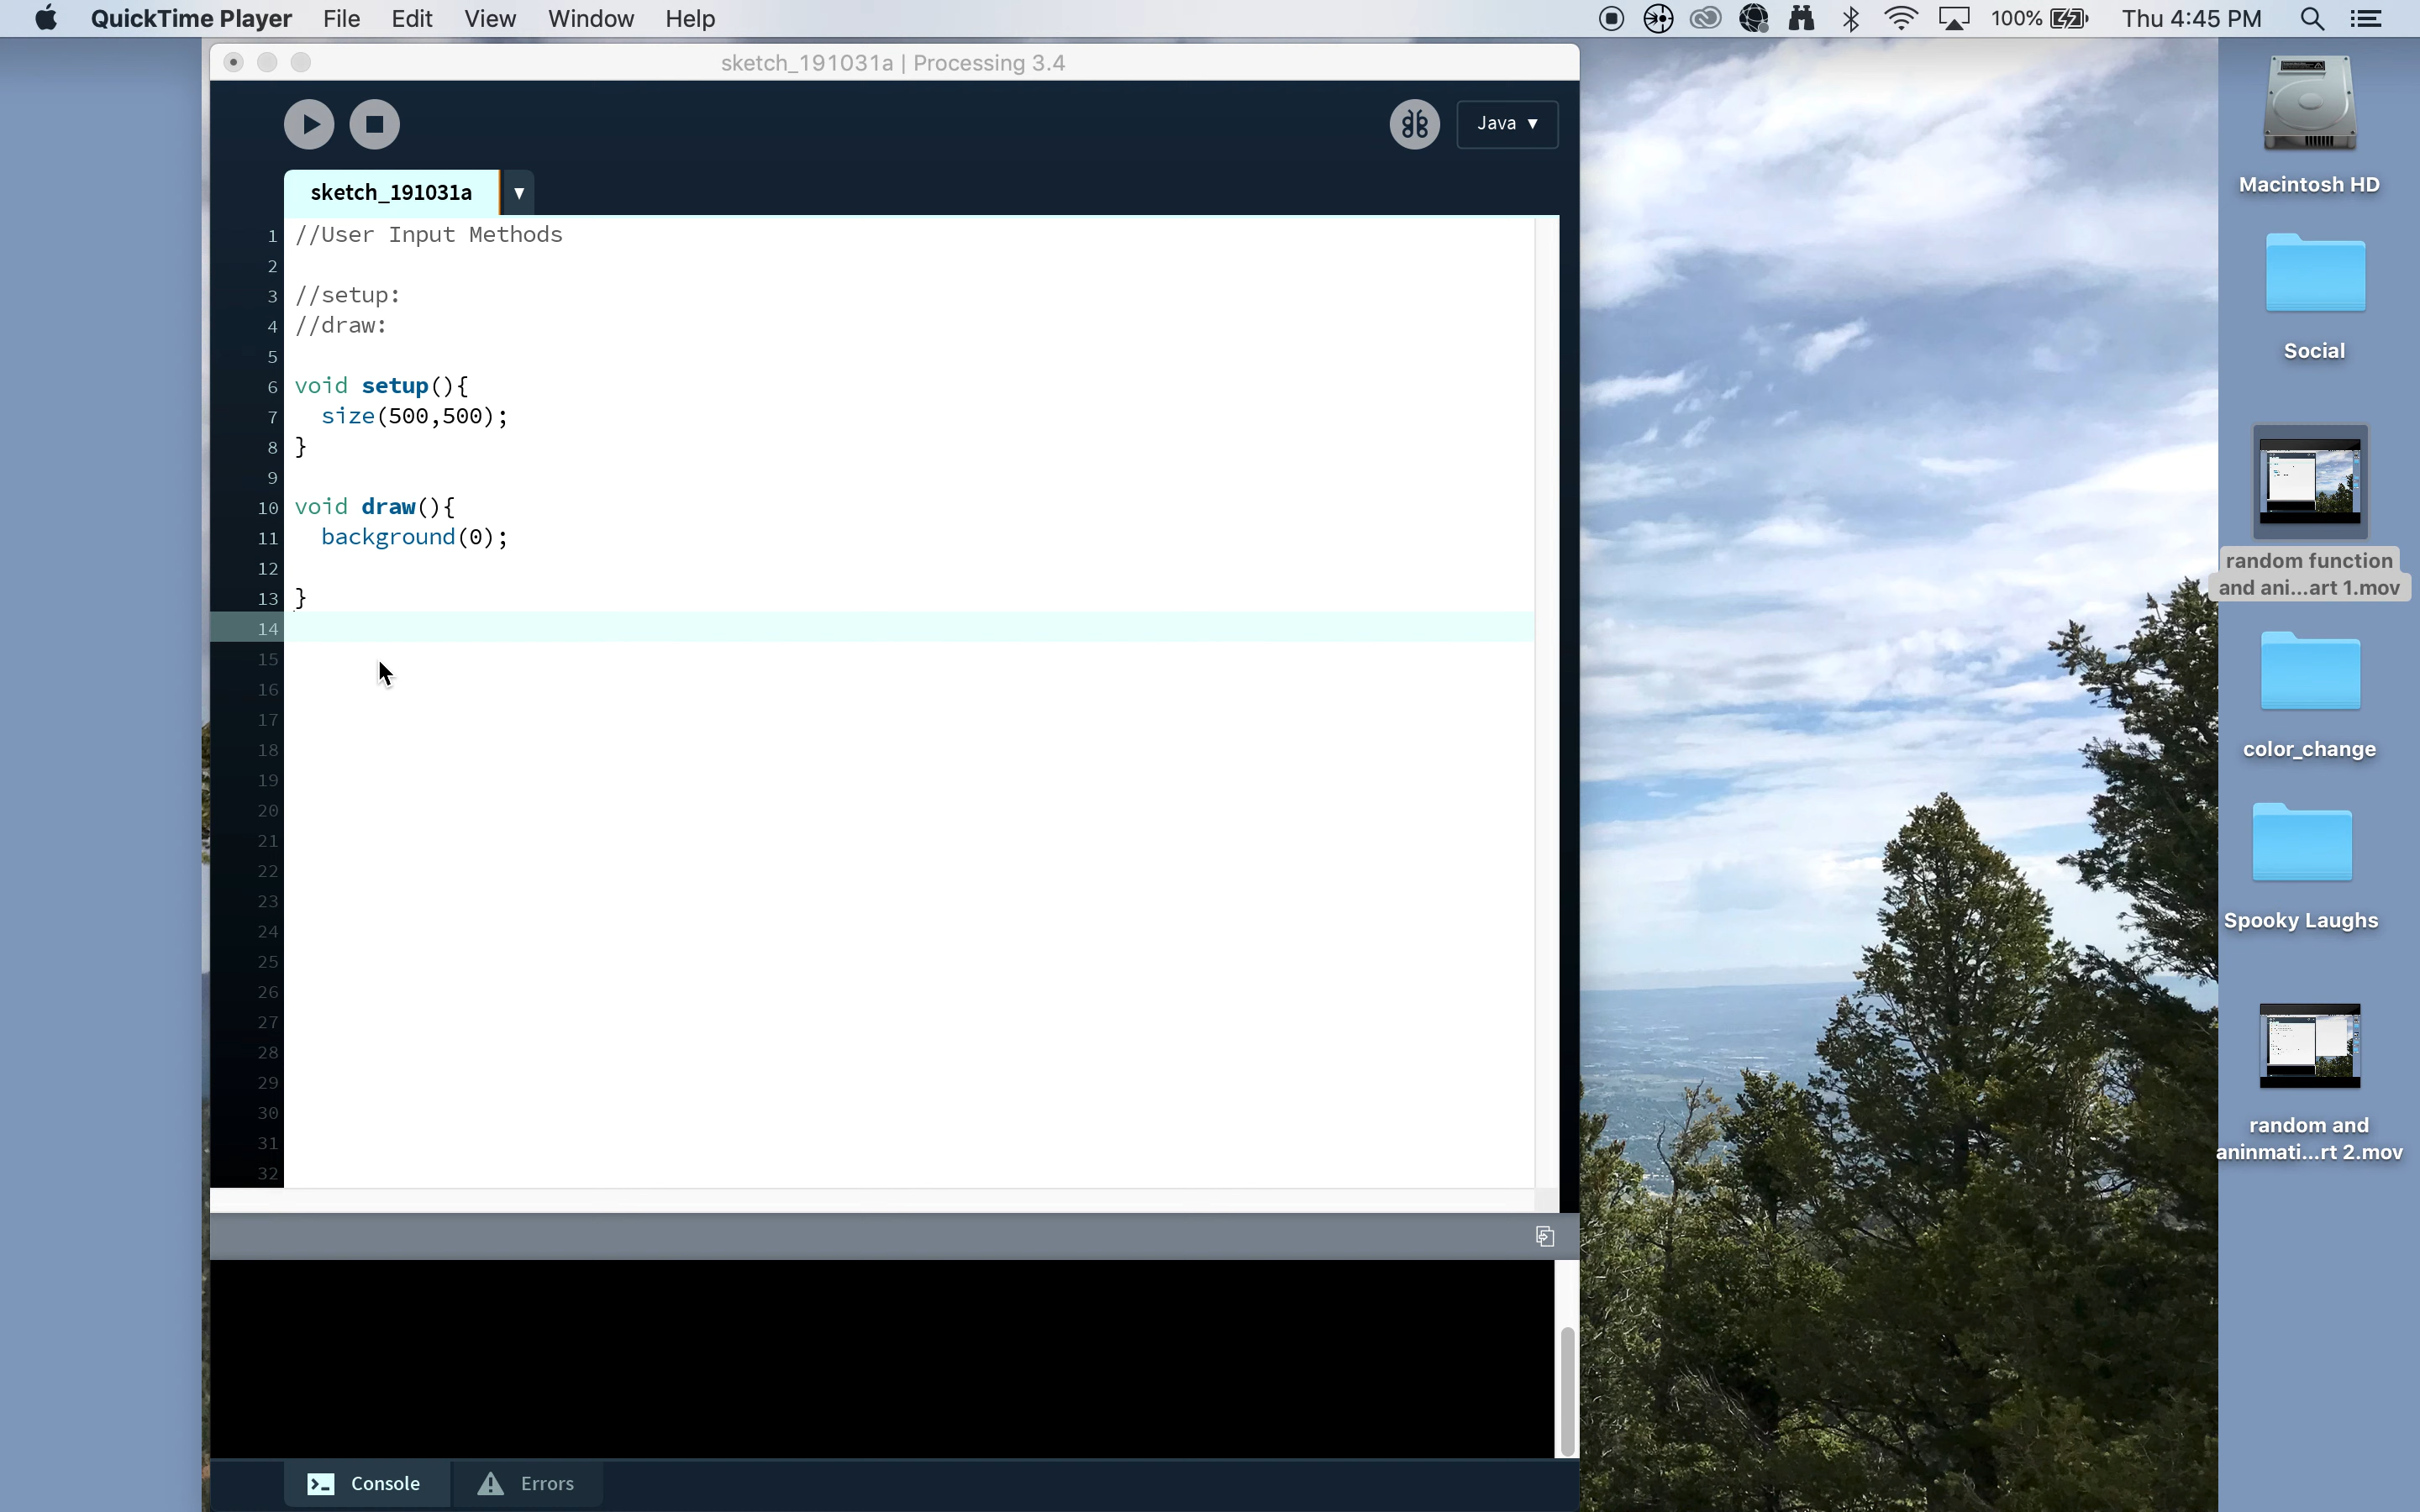 QuickTime Player File Edit View Window Help 100% Thu 4:45 PM
sketch_191031a | Processing 3.4
Java ▼
sketch_191031a ▼
1 //User Input Methods
2
3 //setup:
4 //draw:
5
6 void setup(){
7 size(500,500);
8 }
9
10 void draw(){
11 background(0);
12
13 }
14
15
16
17
18
19
20
21
22
23
24
25
26
27
28
29
30
31
32
Console Errors
Macintosh HD
Social
random function
and ani...art 1.mov
color_change
Spooky Laughs
random and
aninmati...rt 2.mov